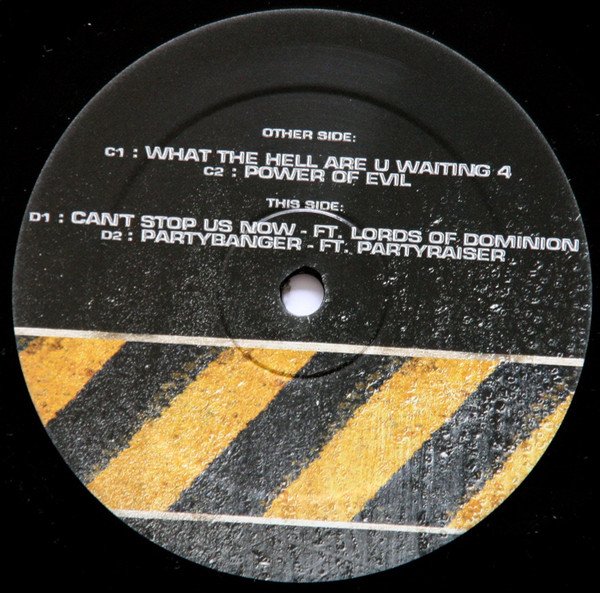 OTHER SIDE:
C1 : WHAT THE HELL ARE U WAITING 4
C2 : POWER OF EVIL
THIS SIDE:
D1 : CAN'T STOP US NOW - FT. LORDS OF DOMINION
D2 : PARTYBANGER - FT. PARTYRAISER